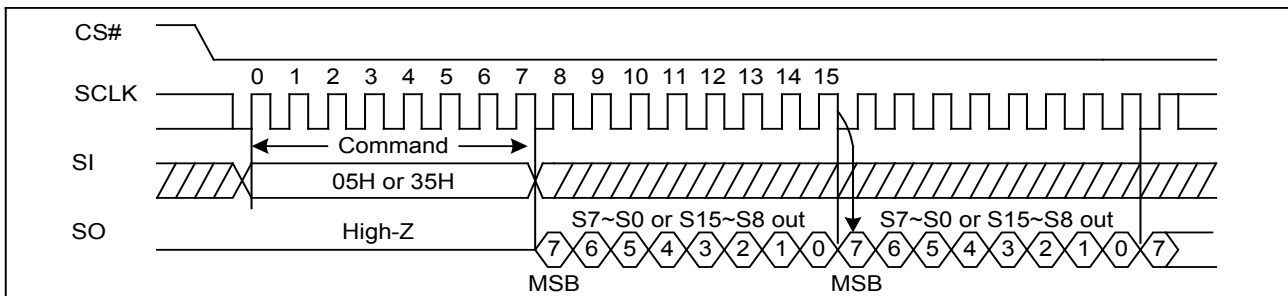 CS#
0 1 2 3 4 5 6 7 8 9 10 11 12 13 14 15
SCLK
Command
SI
05H or 35H
S7~S0 or S15~S8 out S7~S0 or S15~S8 out
SO High-Z
7 6 5 4 3 2 1 0 7 6 5 4 3 2 1 0 7
MSB MSB